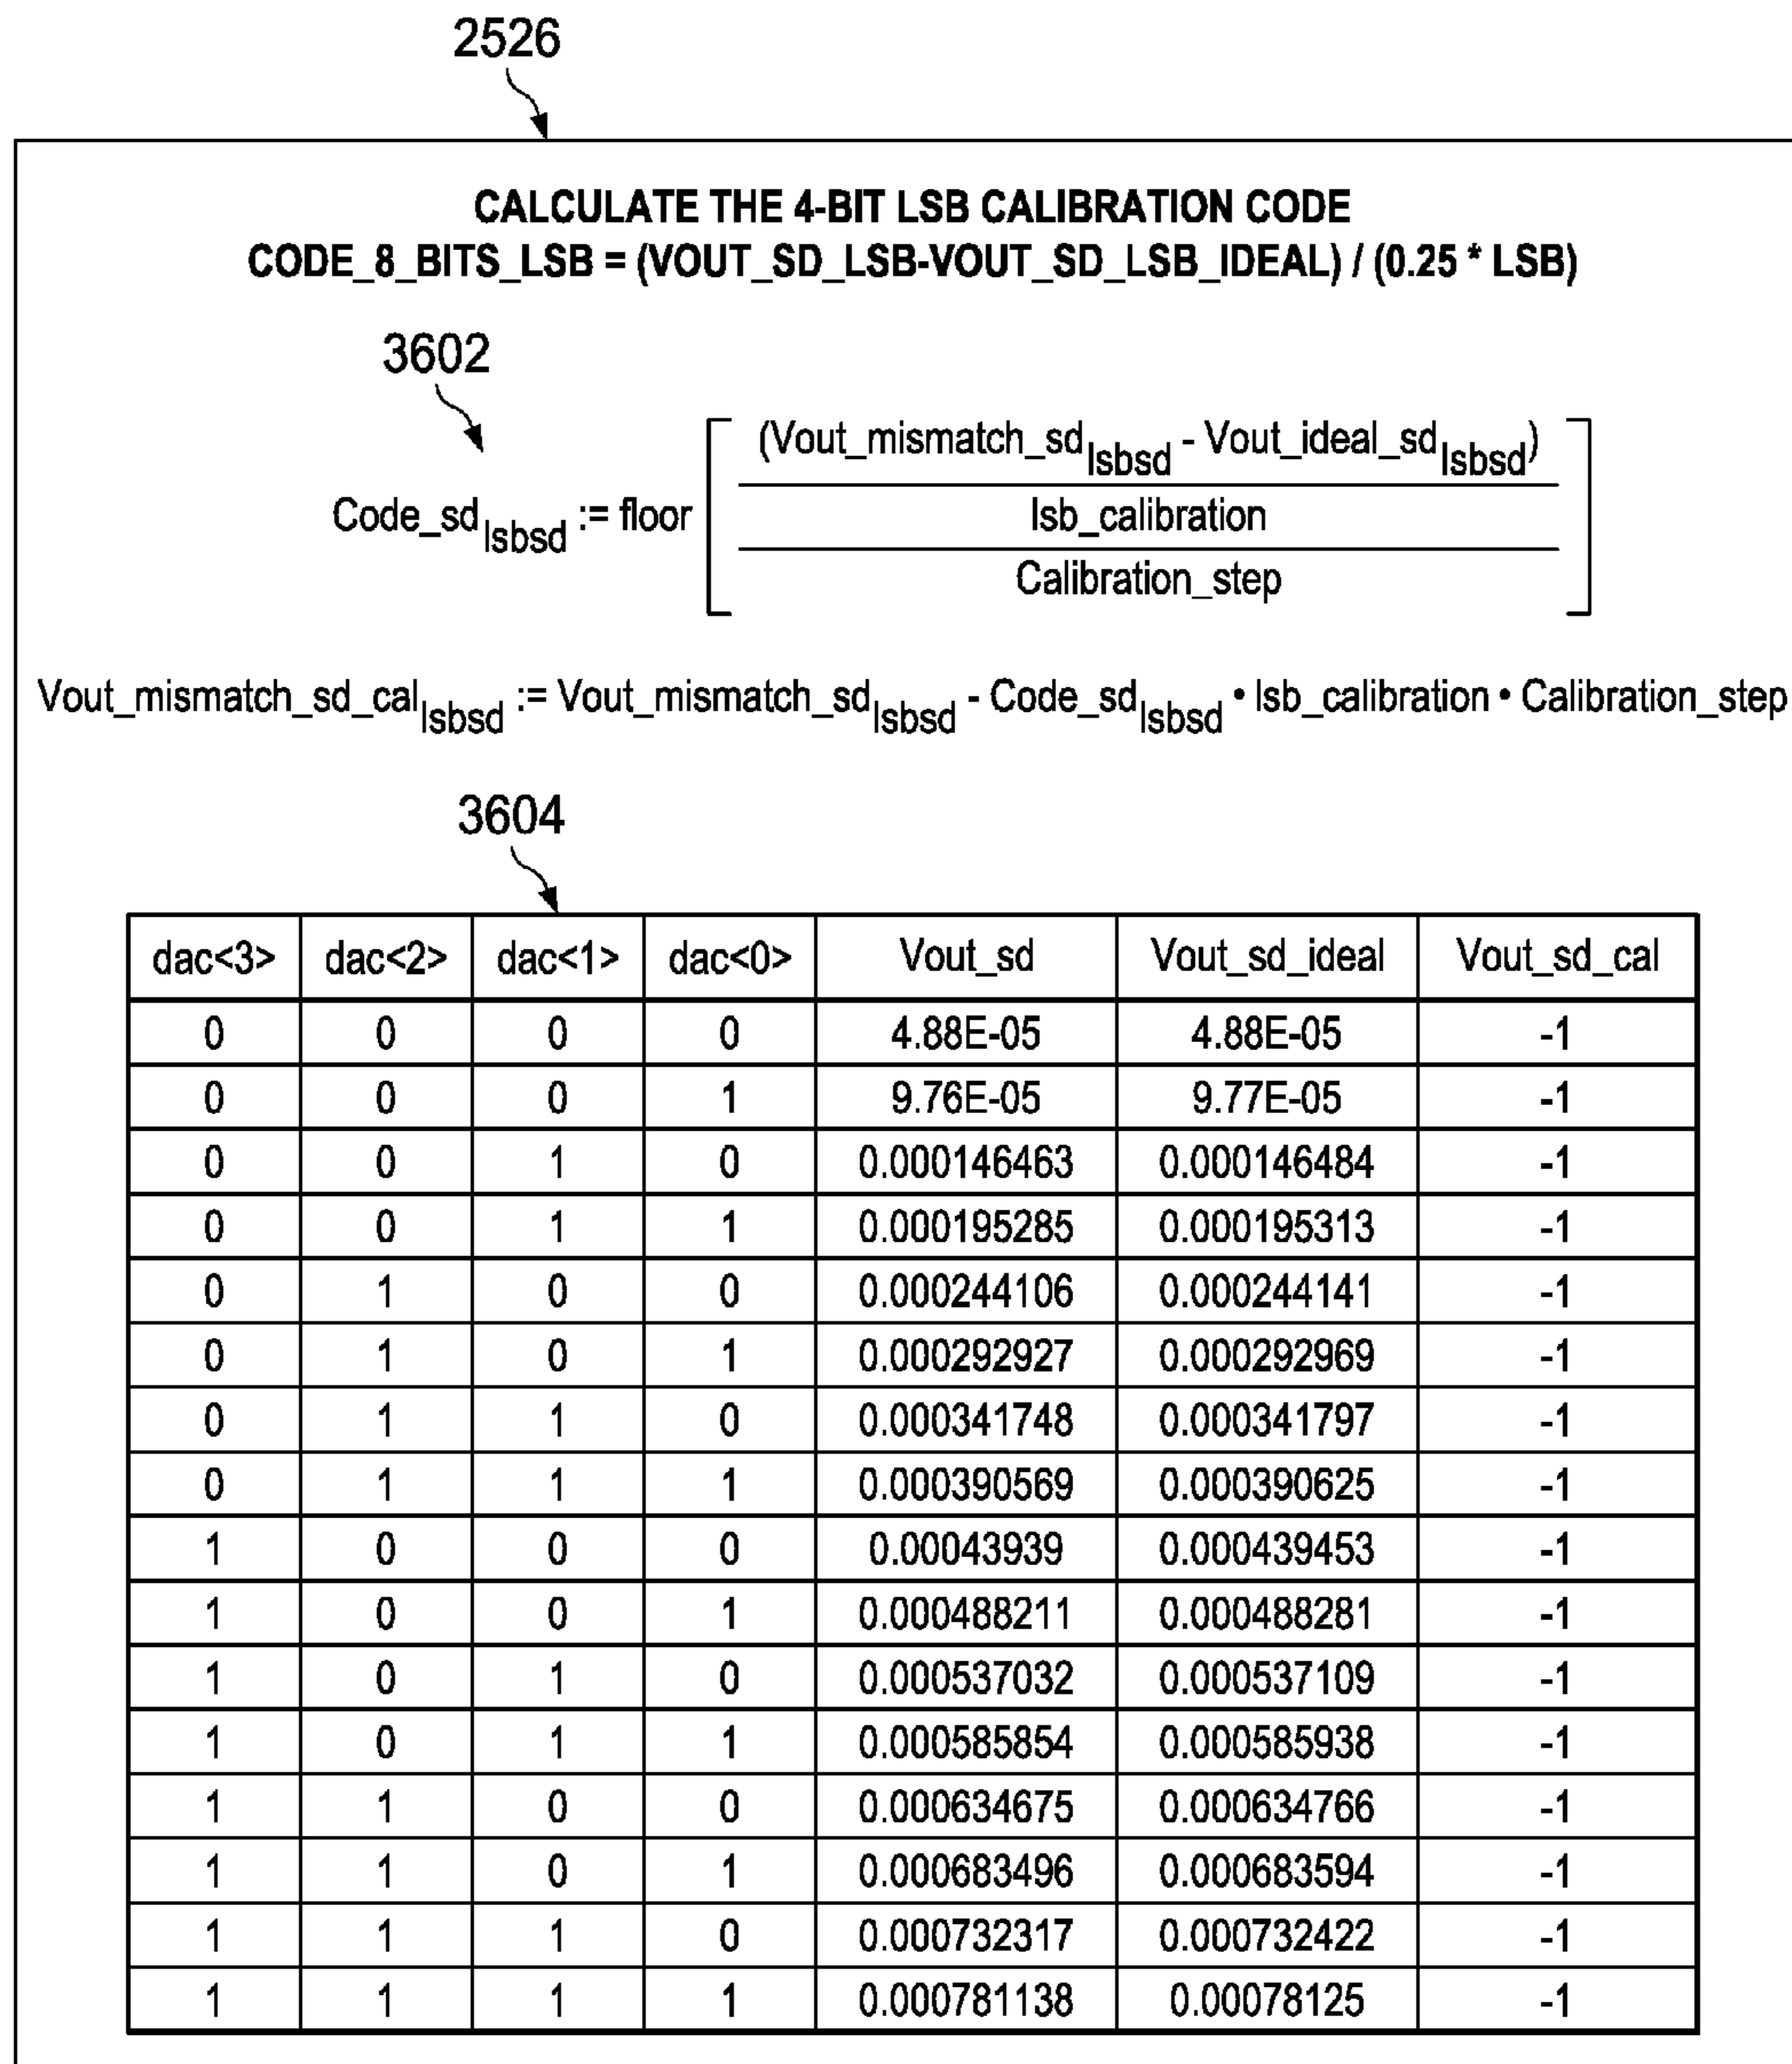 2526
CALCULATE THE 4-BIT LSB CALIBRATION CODE
CODE_8_BITS_LSB = (VOUT_SD_LSB-VOUT_SD_LSB_IDEAL) / (0.25 * LSB)
3602
(Vout_mismatch_sd_lsbsd - Vout_ideal_sd_lsbsd)
Code_sd_lsbsd := floor lsb_calibration
Calibration_step
Vout_mismatch_sd_cal_lsbsd := Vout_mismatch_sd_lsbsd - Code_sd_lsbsd • lsb_calibration • Calibration_step
3604
dac<3> dac<2> dac<1> dac<0> Vout_sd Vout_sd_ideal Vout_sd_cal
0 0 0 0 4.88E-05 4.88E-05 -1
0 0 0 1 9.76E-05 9.77E-05 -1
0 0 1 0 0.000146463 0.000146484 -1
0 0 1 1 0.000195285 0.000195313 -1
0 1 0 0 0.000244106 0.000244141 -1
0 1 0 1 0.000292927 0.000292969 -1
0 1 1 0 0.000341748 0.000341797 -1
0 1 1 1 0.000390569 0.000390625 -1
1 0 0 0 0.00043939 0.000439453 -1
1 0 0 1 0.000488211 0.000488281 -1
1 0 1 0 0.000537032 0.000537109 -1
1 0 1 1 0.000585854 0.000585938 -1
1 1 0 0 0.000634675 0.000634766 -1
1 1 0 1 0.000683496 0.000683594 -1
1 1 1 0 0.000732317 0.000732422 -1
1 1 1 1 0.000781138 0.00078125 -1